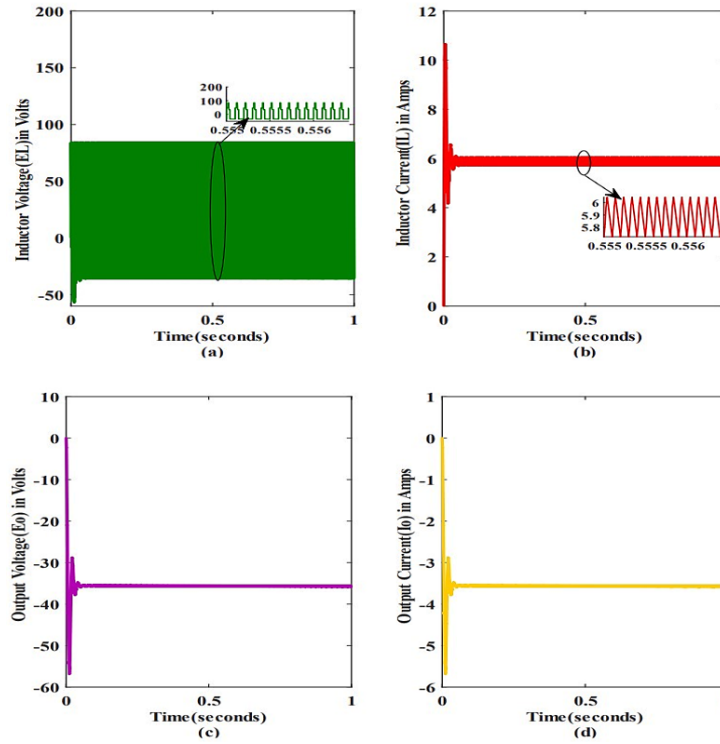 200
150
100
50
0
-50
Inductor Voltage(EL)in Volts
200
100
0
0.555 0.5555 0.556
0 0.5 1
Time(seconds)
(a)
12
10
8
6
4
2
0
Inductor Current(IL) in Amps
6
5.9
5.8
0.555 0.5555 0.556
0 0.5
Time(seconds)
(b)
10
0
-10
-20
-30
-40
-50
-60
Output Voltage(Eo) in Volts
0 0.5 1
Time(seconds)
(c)
1
0
-1
-2
-3
-4
-5
-6
Output Current(Io) in Amps
0 0.5
Time(seconds)
(d)